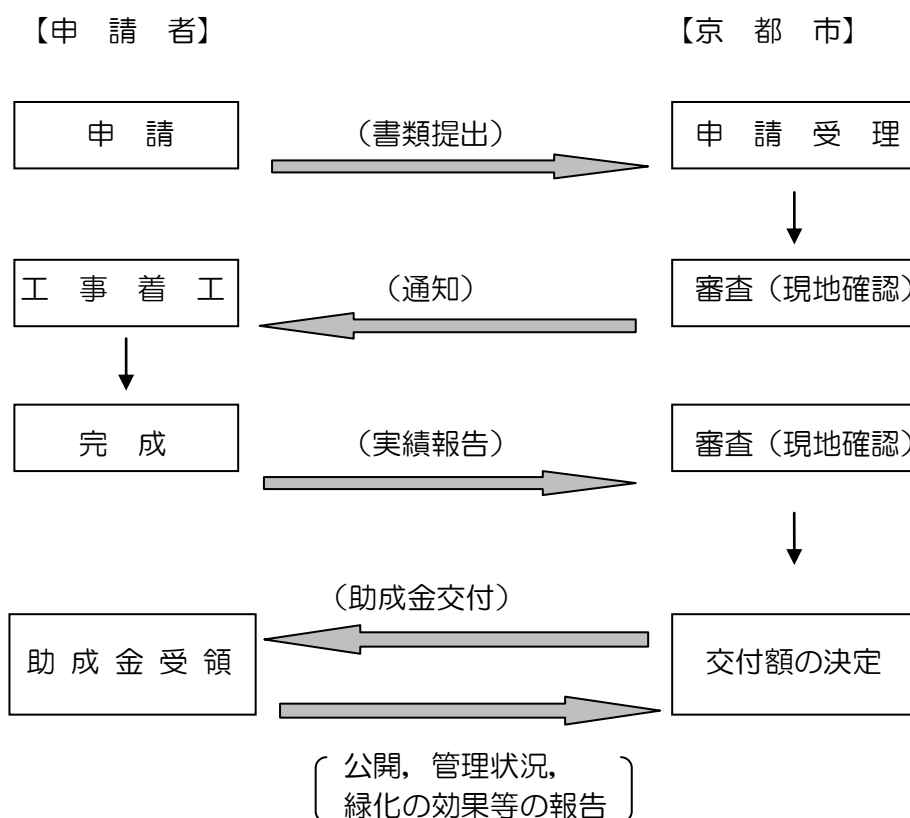 【申 請 者】
【京 都 市】
申 請
(書類提出)
申 請 受 理
工 事 着 工
(通知)
審査(現地確認)
完 成
(実績報告)
審査(現地確認)
(助成金交付)
助 成 金 受 領
交付額の決定
公開,管理状況,
緑化の効果等の報告